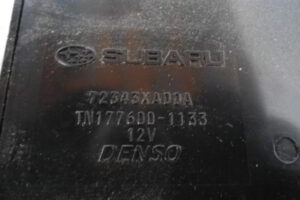 SUBARU
72343XA00A
TN177600-1133
12V
DENSO